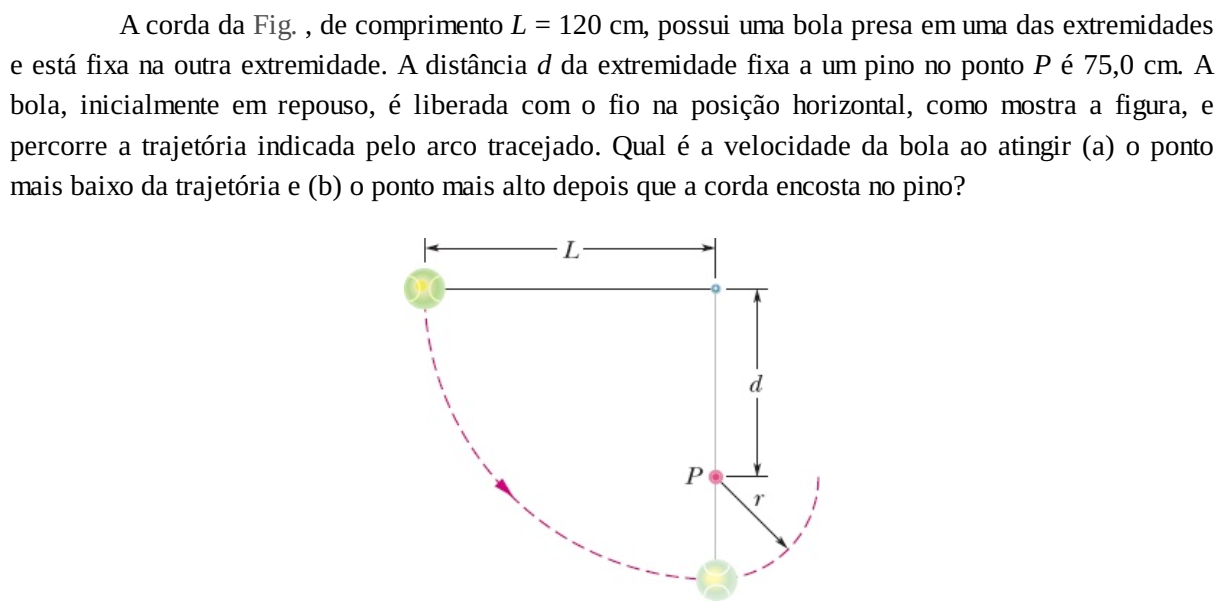 A corda da Fig. , de comprimento L = 120 cm, possui uma bola presa em uma das extremidades
e está fixa na outra extremidade. A distância d da extremidade fixa a um pino no ponto P é 75,0 cm. A
bola, inicialmente em repouso, é liberada com o fio na posição horizontal, como mostra a figura, e
percorre a trajetória indicada pelo arco tracejado. Qual é a velocidade da bola ao atingir (a) o ponto
mais baixo da trajetória e (b) o ponto mais alto depois que a corda encosta no pino?
L
d
P
r